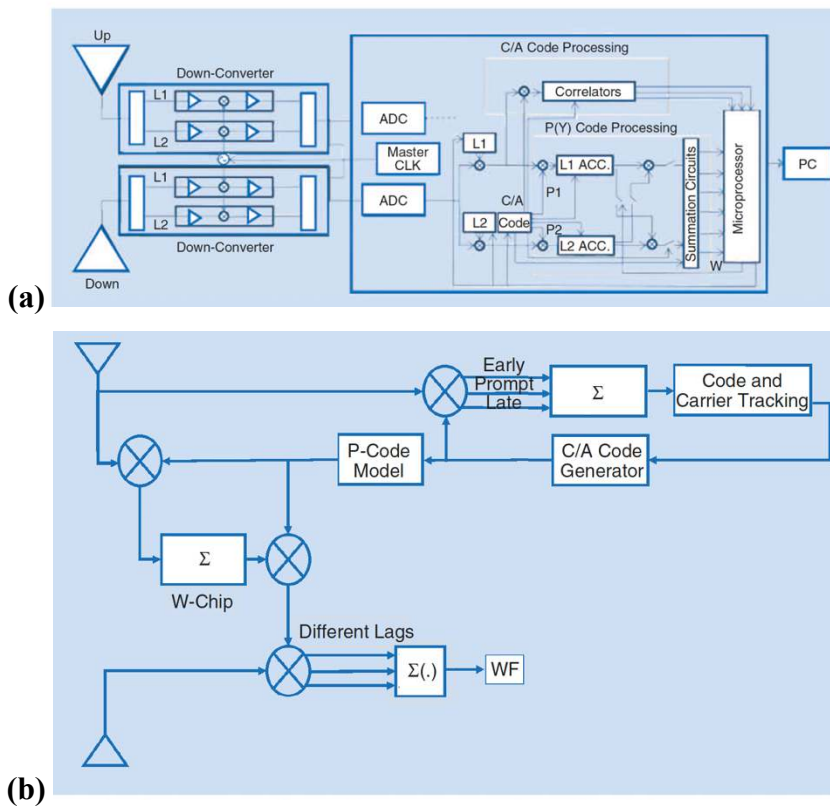 Up
Down-Converter
L1
L2
L1
L2
Down-Converter
Down
ADC
Master
CLK
ADC
C/A Code Processing
Correlators
P(Y) Code Processing
L1
L1 ACC.
P1
C/A
Code
L2
P2
L2 ACC.
Summation Circuits
W
Microprocessor
PC
(a)
Early
Prompt
Late
Σ
Code and
Carrier Tracking
P-Code
Model
C/A Code
Generator
Σ
W-Chip
Different Lags
Σ(.)
WF
(b)